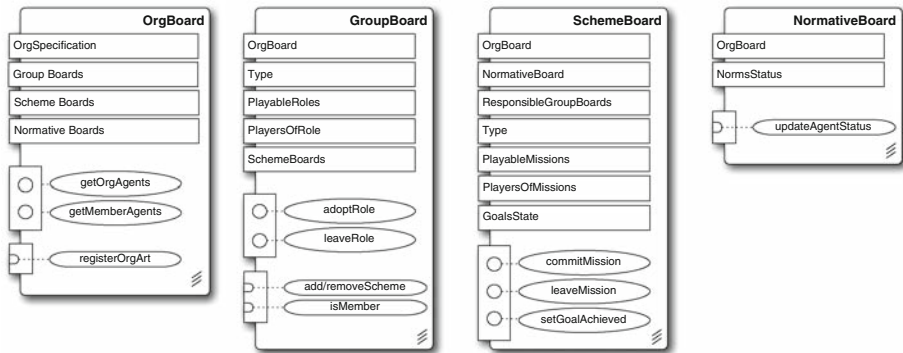 OrgBoard
OrgSpecification
Group Boards
Scheme Boards
Normative Boards
getOrgAgents
getMemberAgents
registerOrgArt
GroupBoard
OrgBoard
Type
PlayableRoles
PlayersOfRole
SchemeBoards
adoptRole
leaveRole
add/removeScheme
isMember
SchemeBoard
OrgBoard
NormativeBoard
ResponsibleGroupBoards
Type
PlayableMissions
PlayersOfMissions
GoalsState
commitMission
leaveMission
setGoalAchieved
NormativeBoard
OrgBoard
NormsStatus
updateAgentStatus